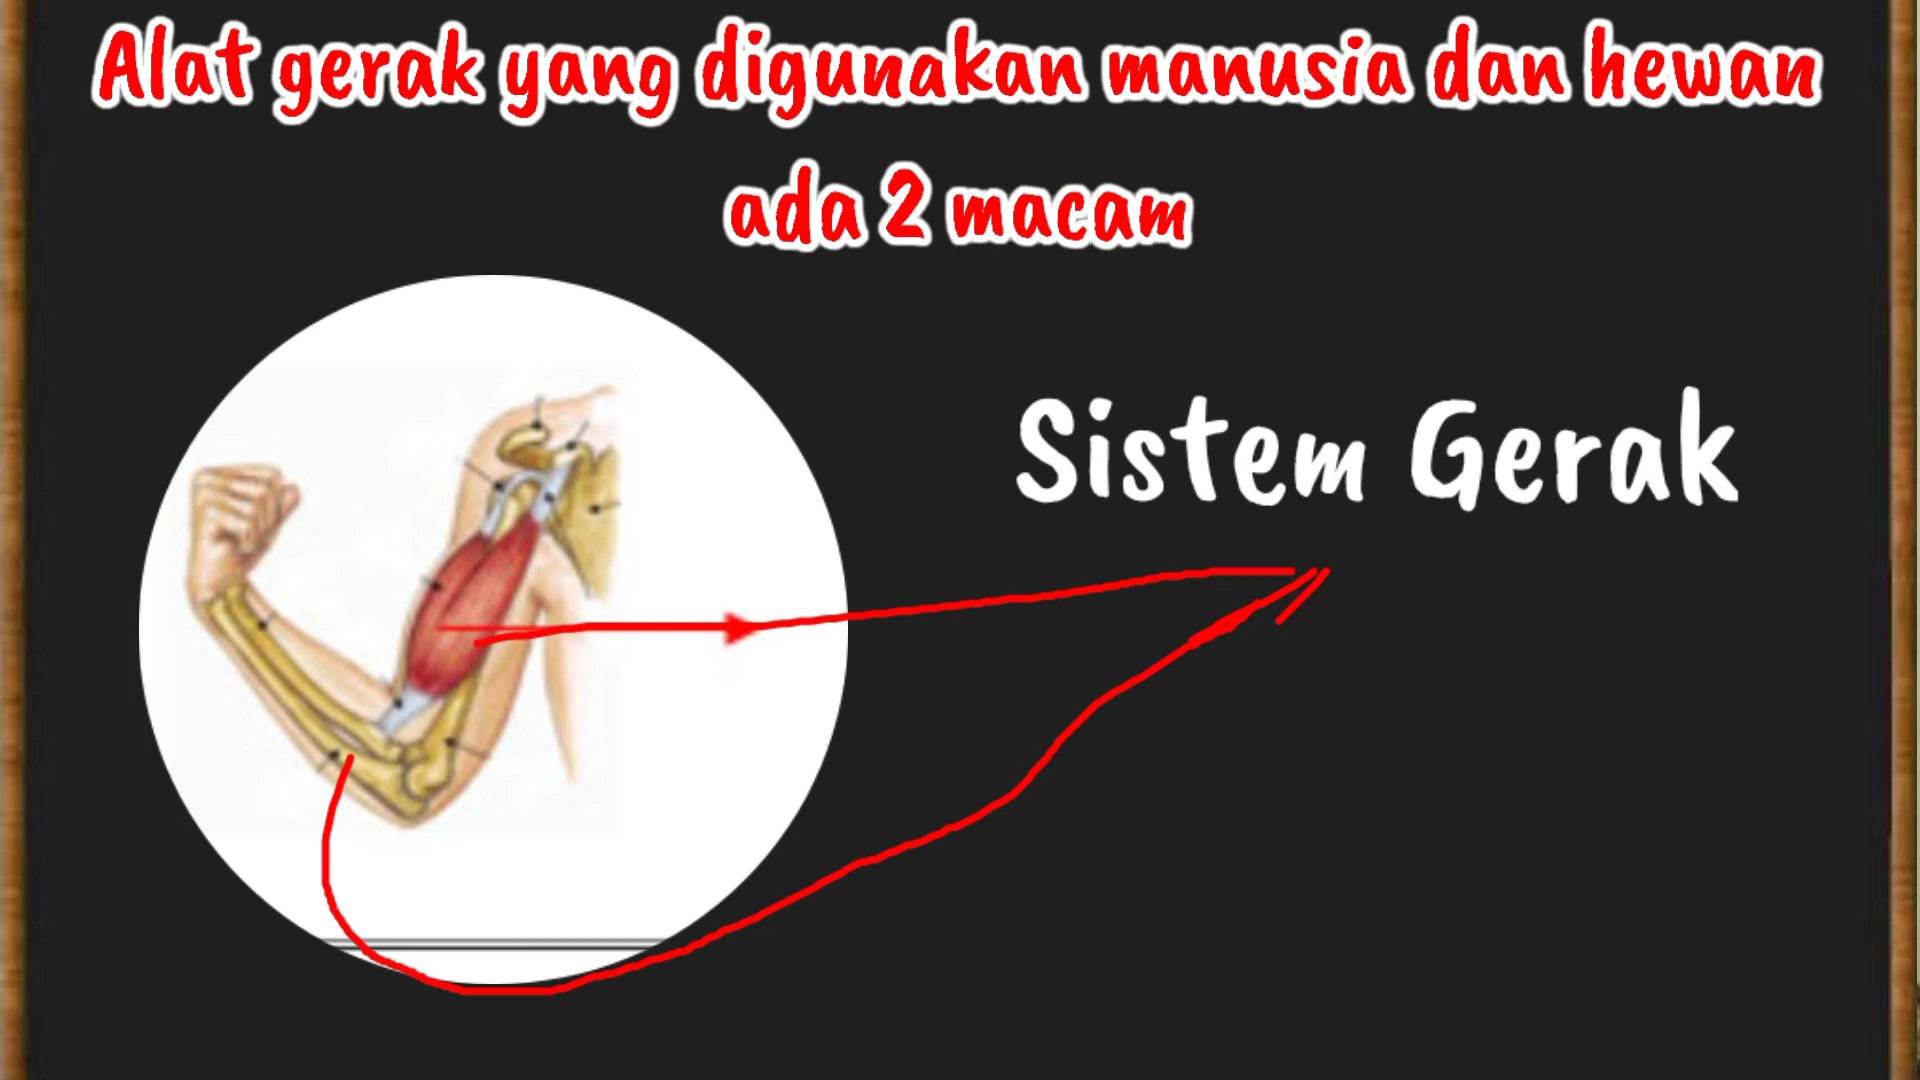 Alat gerak yang digunakan manusia dan hewan
ada 2 macam
Sistem Gerak